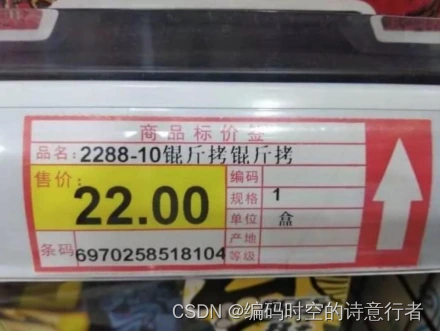 商品标价签
品名:2288-10锟斤拷锟斤拷
售价:
22.00
编码
规格 1
单位 盒
产地
等级
条码 6970258518104
CSDN @编码时空的诗意行者